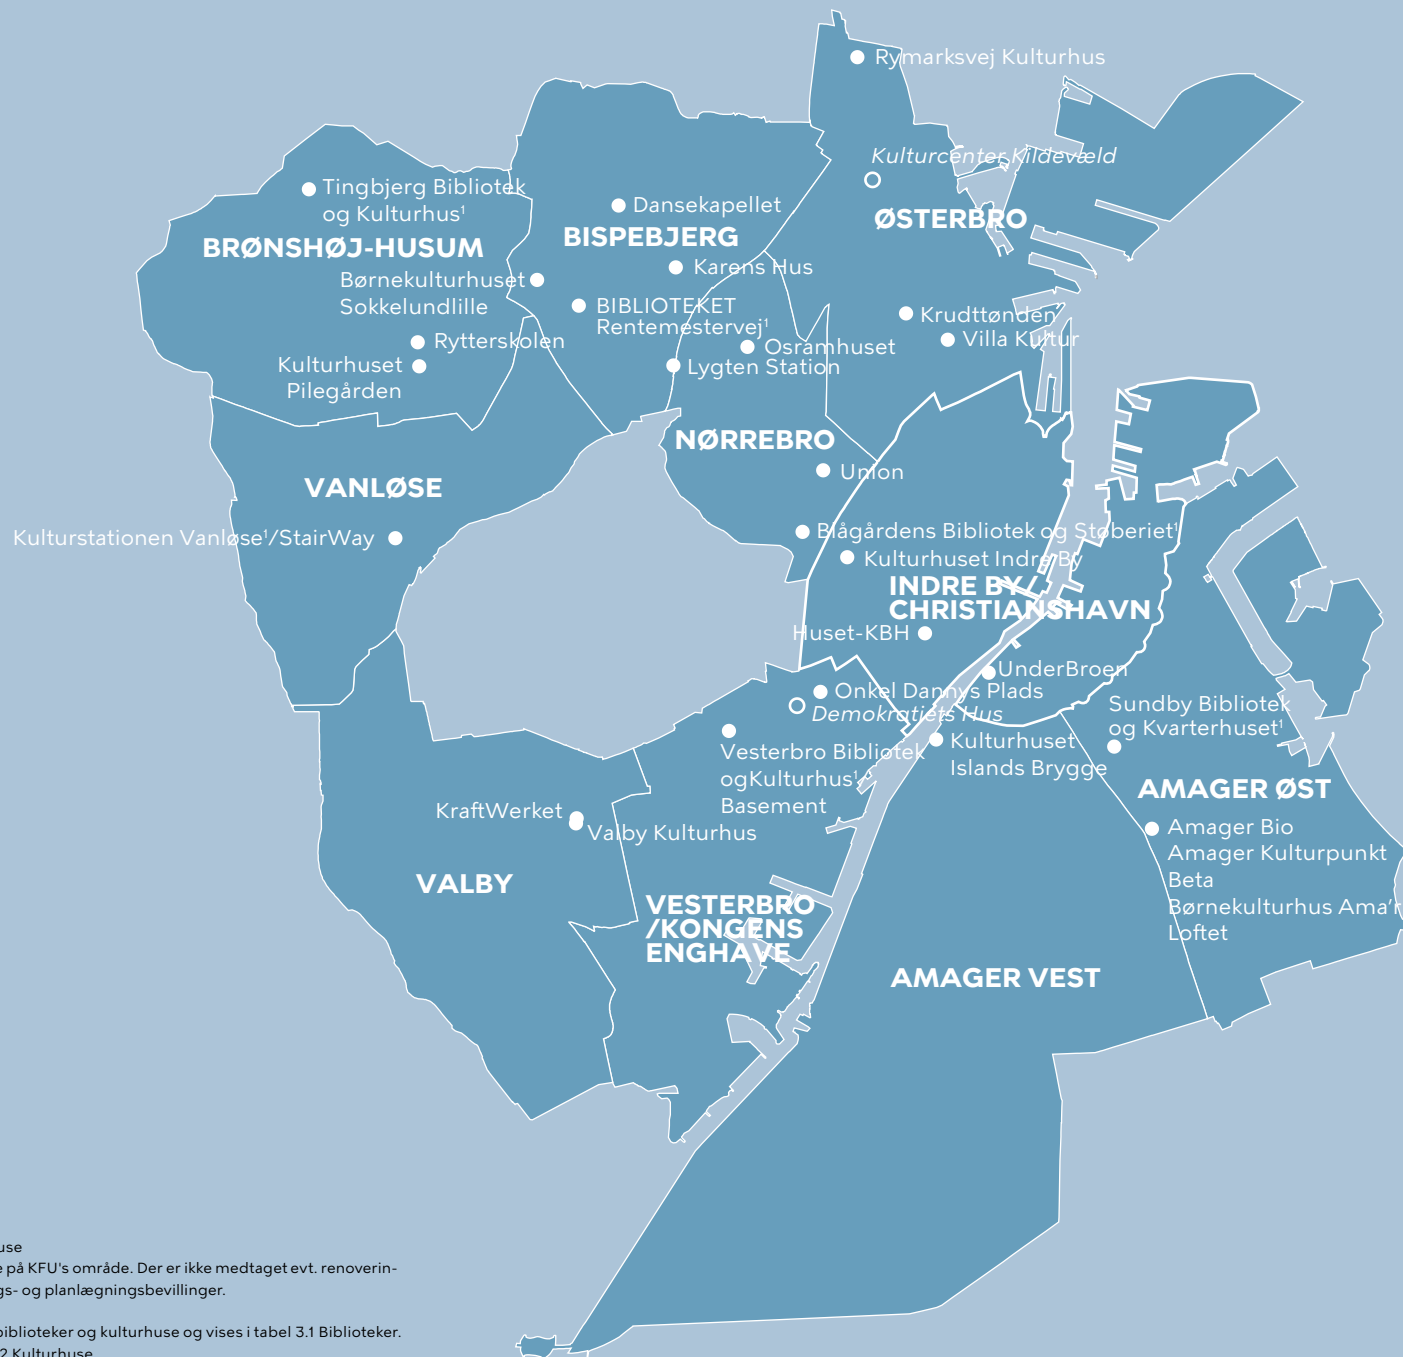 Rymarksvej Kulturhus
Kulturcenter Kildevæld
Tingbjerg Bibliotek
og Kulturhus¹
Dansekapellet
ØSTERBRO
BISPEBJERG
BRØNSHØJ-HUSUM
Karens Hus
Børnekulturhuset
Sokkelundlille
BIBLIOTEKET
Rentemestervej¹
Krudttønden
Villa Kultur
Rytterskolen
Osramhuset
Kulturhuset
Pilegården
Lygten Station
NØRREBRO
Union
VANLØSE
Kulturstationen Vanløse¹/StairWay
Blågårdens Bibliotek og Støberiet¹
Kulturhuset Indre By
INDRE BY/
CHRISTIANSHAVN
Huset-KBH
UnderBroen
Onkel Dannys Plads
Demokratiets Hus
Sundby Bibliotek
og Kvarterhuset¹
Kulturhuset
Islands Brygge
Vesterbro Bibliotek
ogKulturhus¹
Basement
AMAGER ØST
KraftWerket
Valby Kulturhus
Amager Bio
Amager Kulturpunkt
Beta
Børnekulturhus Ama'r
Loftet
VALBY
VESTERBRO
/KONGENS
ENGHAVE
AMAGER VEST
på KFU's område. Der er ikke medtaget evt. renoverin-
og planlægningsbevillinger.
biblioteker og kulturhuse og vises i tabel 3.1 Biblioteker.
2 Kulturhuse